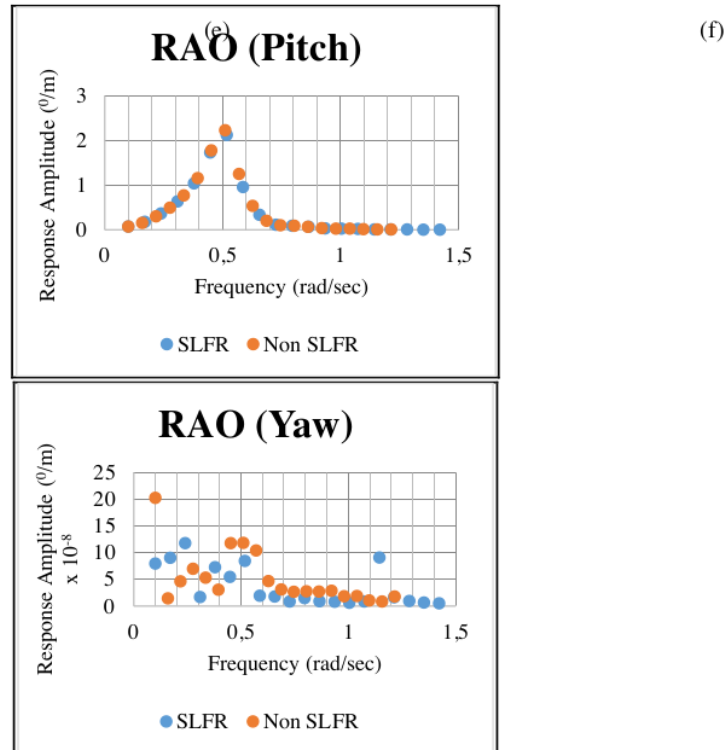 (e)
(f)
RAO (Pitch)
Response Amplitude (⁰/m)
3
2
1
0
0
0,5
1
1,5
Frequency (rad/sec)
SLFR
Non SLFR
RAO (Yaw)
Response Amplitude (⁰/m)
x 10⁻⁸
25
20
15
10
5
0
0
0,5
1
1,5
Frequency (rad/sec)
SLFR
Non SLFR